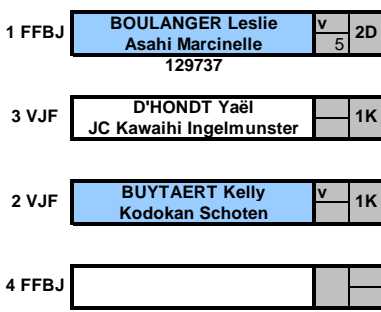 1 FFBJ BOULANGER Leslie v 2D
Asahi Marcinelle 5
129737
3 VJF D'HONDT Yaël 1K
JC Kawaihi Ingelmunster
2 VJF BUYTAERT Kelly v 1K
Kodokan Schoten
4 FFBJ